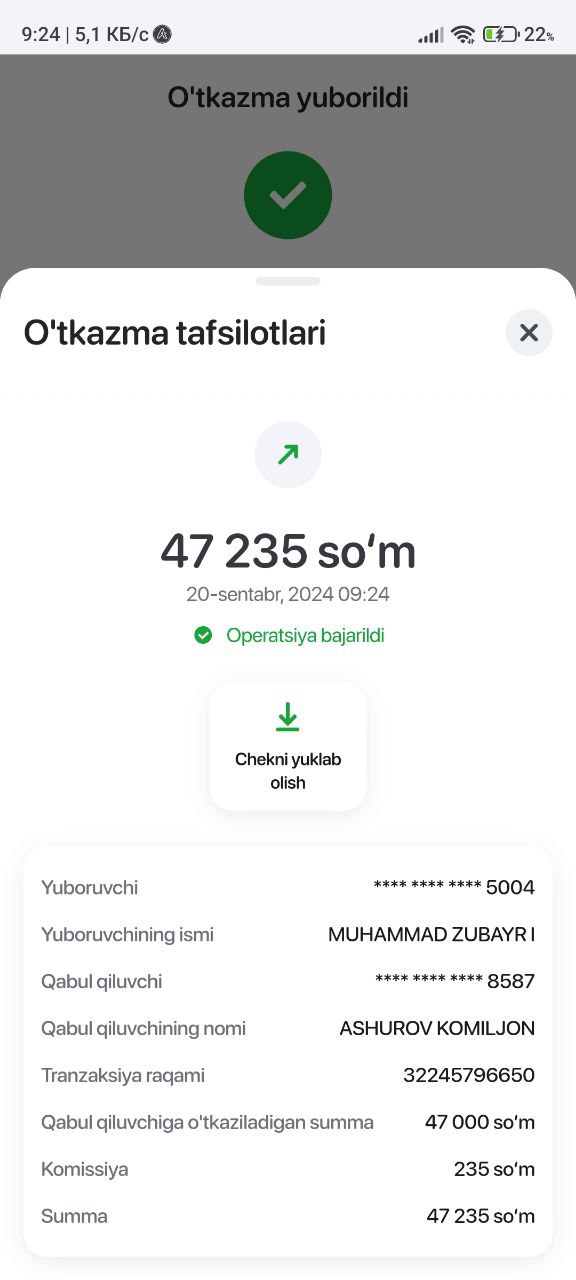 9:24 | 5,1 КБ/с
22%
O'tkazma yuborildi
O'tkazma tafsilotlari
47 235 so‘m
20-sentabr, 2024 09:24
Operatsiya bajarildi
Chekni yuklab
olish
Yuboruvchi **** **** **** 5004
Yuboruvchining ismi MUHAMMAD ZUBAYR I
Qabul qiluvchi **** **** **** 8587
Qabul qiluvchining nomi ASHUROV KOMILJON
Tranzaksiya raqami 32245796650
Qabul qiluvchiga o'tkaziladigan summa 47 000 so‘m
Komissiya 235 so‘m
Summa 47 235 so‘m